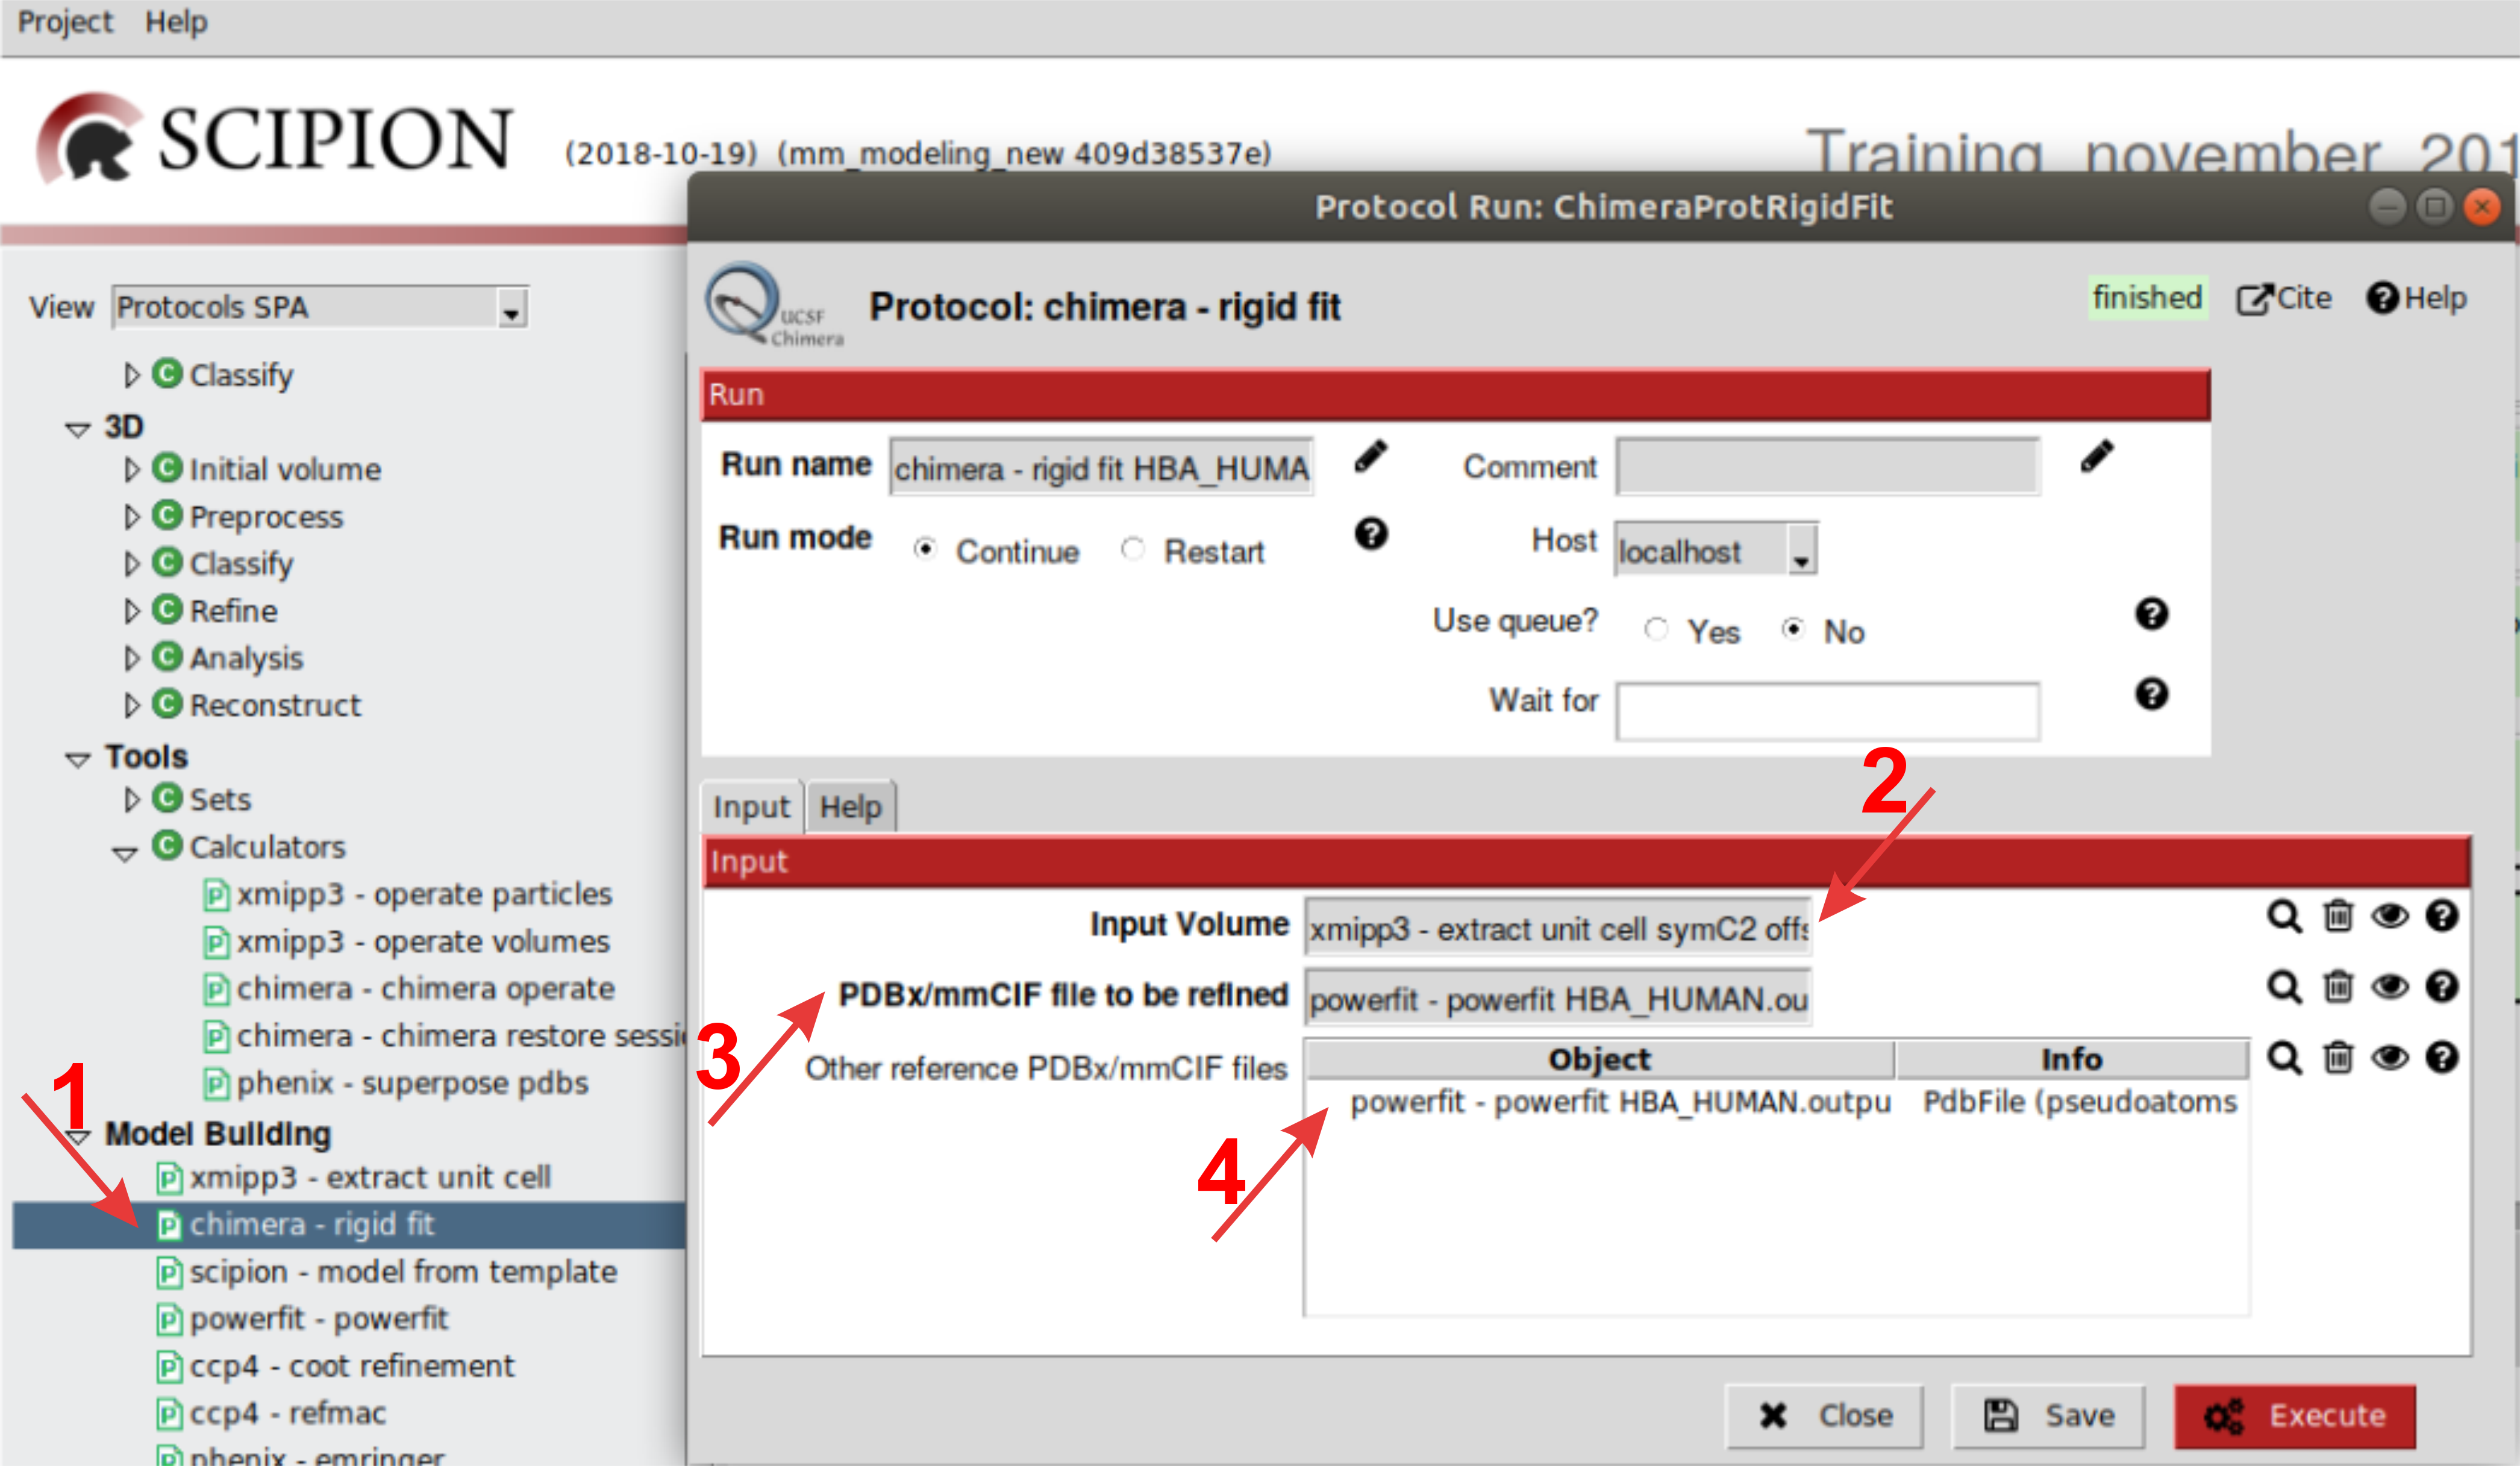 Project Help
SCIPION (2018-10-19) (mm_modeling_new 409d38537e)
Training november 201
View Protocols SPA
Classify
3D
Initial volume
Preprocess
Classify
Refine
Analysis
Reconstruct
Tools
Sets
Calculators
xmipp3 - operate particles
xmipp3 - operate volumes
chimera - chimera operate
chimera - chimera restore sessi
phenix - superpose pdbs
1
Model Building
xmipp3 - extract unit cell
chimera - rigid fit
scipion - model from template
powerfit - powerfit
ccp4 - coot refinement
ccp4 - refmac
phenix - emringer
Protocol Run: ChimeraProtRigidFit
UCSF
Chimera
Protocol: chimera - rigid fit
finished Cite Help
Run
Run name chimera - rigid fit HBA_HUMA Comment
Run mode Continue Restart Host localhost
Use queue? Yes No
Wait for
2
Input Help
Input
Input Volume xmipp3 - extract unit cell symC2 offs
PDBx/mmCIF file to be refined powerfit - powerfit HBA_HUMAN.ou
3
Other reference PDBx/mmCIF files Object Info
powerfit - powerfit HBA_HUMAN.outpu PdbFile (pseudoatoms
4
Close Save Execute